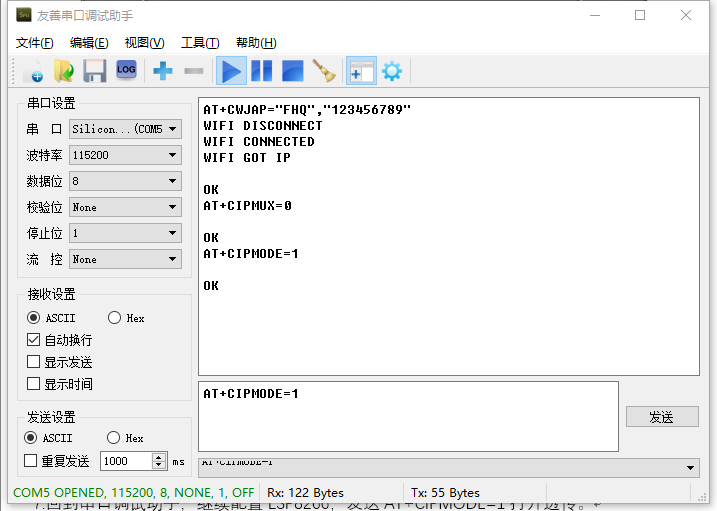 友善串口调试助手
文件(F) 编辑(E) 视图(V) 工具(T) 帮助(H)
LOG
串口设置
串 口 Silicon...(COM5
波特率 115200
数据位 8
校验位 None
停止位 1
流 控 None
接收设置
ASCII Hex
自动换行
显示发送
显示时间
发送设置
ASCII Hex
重复发送 1000 ms
AT+CWJAP="FHQ","123456789"
WIFI DISCONNECT
WIFI CONNECTED
WIFI GOT IP
OK
AT+CIPMUX=0
OK
AT+CIPMODE=1
OK
AT+CIPMODE=1
发送
AT+CIPMODE=1
COM5 OPENED, 115200, 8, NONE, 1, OFF Rx: 122 Bytes Tx: 55 Bytes
7.回到串口调试助手，继续配置 ESP8266，发送 AT+CIPMODE=1 打开透传。